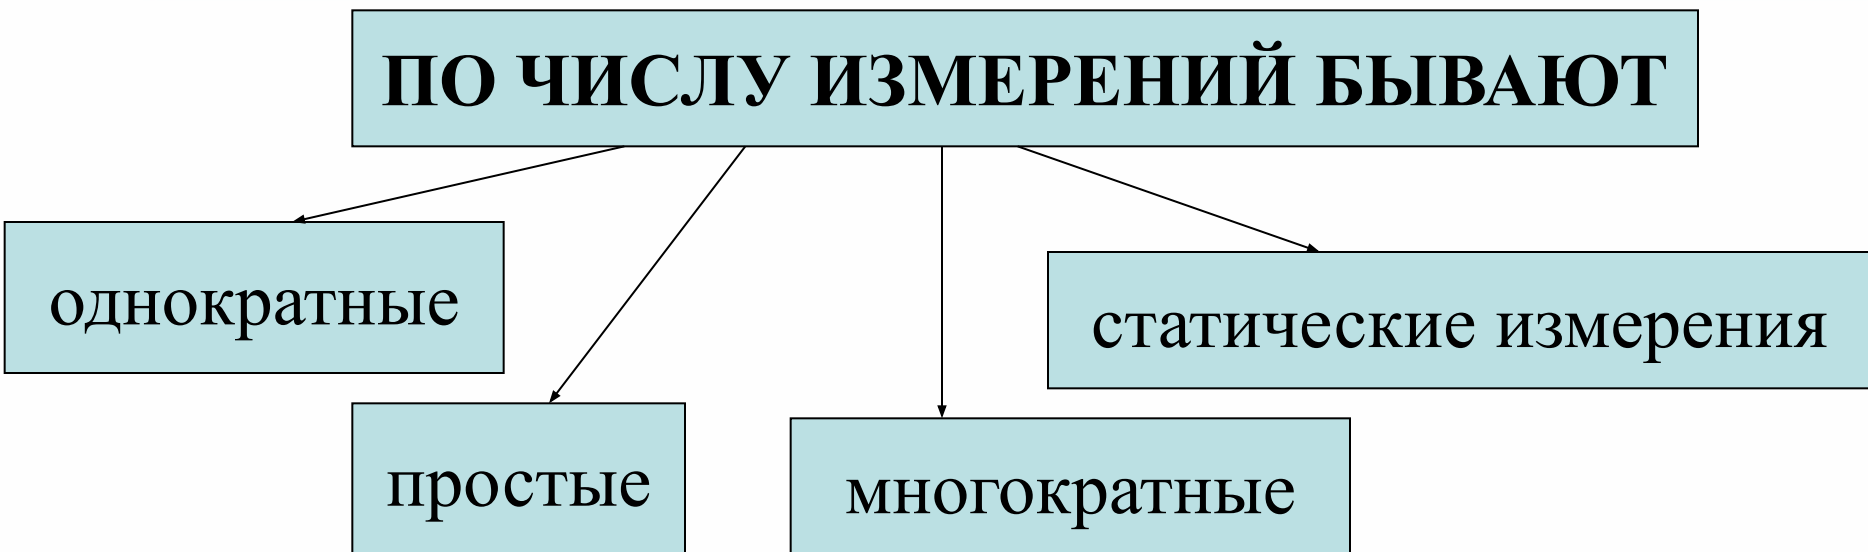 ПО ЧИСЛУ ИЗМЕРЕНИЙ БЫВАЮТ
однократные
статические измерения
простые
многократные